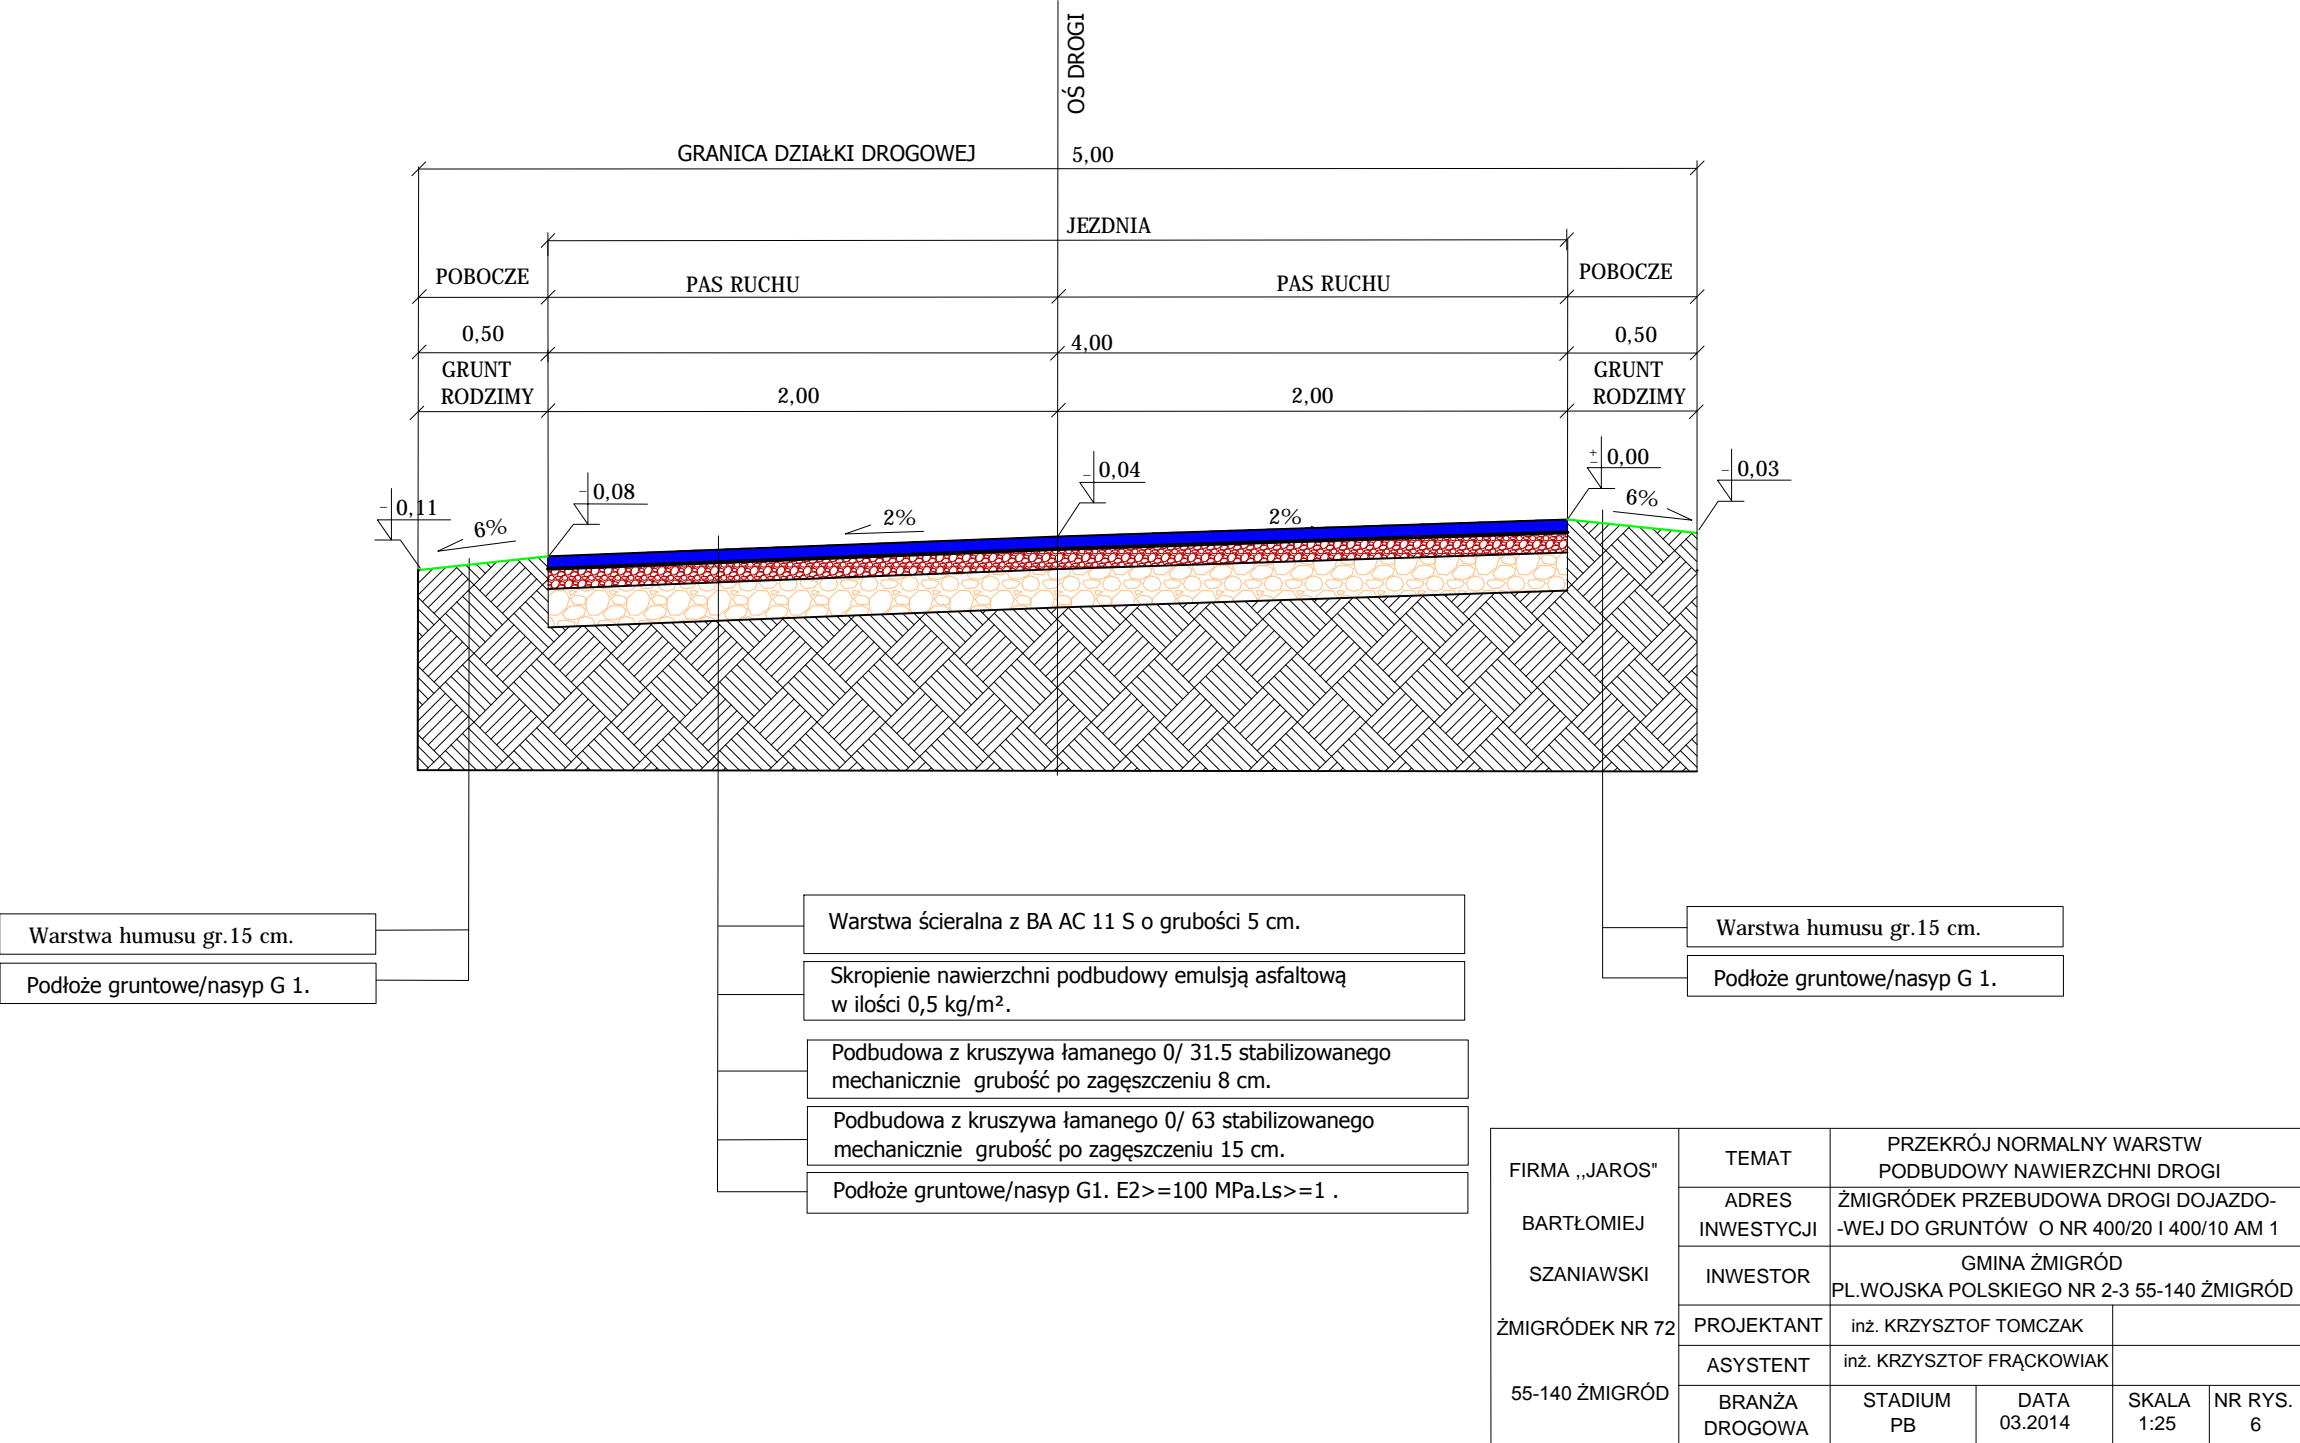 OŚ DROGI
GRANICA DZIAŁKI DROGOWEJ 5,00
JEZDNIA
POBOCZE PAS RUCHU PAS RUCHU POBOCZE
0,50 4,00 0,50
GRUNT
RODZIMY
2,00 2,00
GRUNT
RODZIMY
- 0,11
6%
- 0,08
2%
- 0,04
2%
± 0,00
6%
- 0,03
Warstwa humusu gr.15 cm.
Podłoże gruntowe/nasyp G 1.
Warstwa ścieralna z BA AC 11 S o grubości 5 cm.
Skropienie nawierzchni podbudowy emulsją asfaltową
w ilości 0,5 kg/m².
Podbudowa z kruszywa łamanego 0/ 31.5 stabilizowanego
mechanicznie grubość po zagęszczeniu 8 cm.
Podbudowa z kruszywa łamanego 0/ 63 stabilizowanego
mechanicznie grubość po zagęszczeniu 15 cm.
Podłoże gruntowe/nasyp G1. E2>=100 MPa.Ls>=1 .
Warstwa humusu gr.15 cm.
Podłoże gruntowe/nasyp G 1.
FIRMA ,,JAROS"
BARTŁOMIEJ
SZANIAWSKI
ŻMIGRÓDEK NR 72
55-140 ŻMIGRÓD
TEMAT
PRZEKRÓJ NORMALNY WARSTW
PODBUDOWY NAWIERZCHNI DROGI
ADRES
INWESTYCJI
ŻMIGRÓDEK PRZEBUDOWA DROGI DOJAZDO-
-WEJ DO GRUNTÓW O NR 400/20 I 400/10 AM 1
INWESTOR
GMINA ŻMIGRÓD
PL.WOJSKA POLSKIEGO NR 2-3 55-140 ŻMIGRÓD
PROJEKTANT inż. KRZYSZTOF TOMCZAK
ASYSTENT inż. KRZYSZTOF FRĄCKOWIAK
BRANŻA
DROGOWA
STADIUM
PB
DATA
03.2014
SKALA
1:25
NR RYS.
6